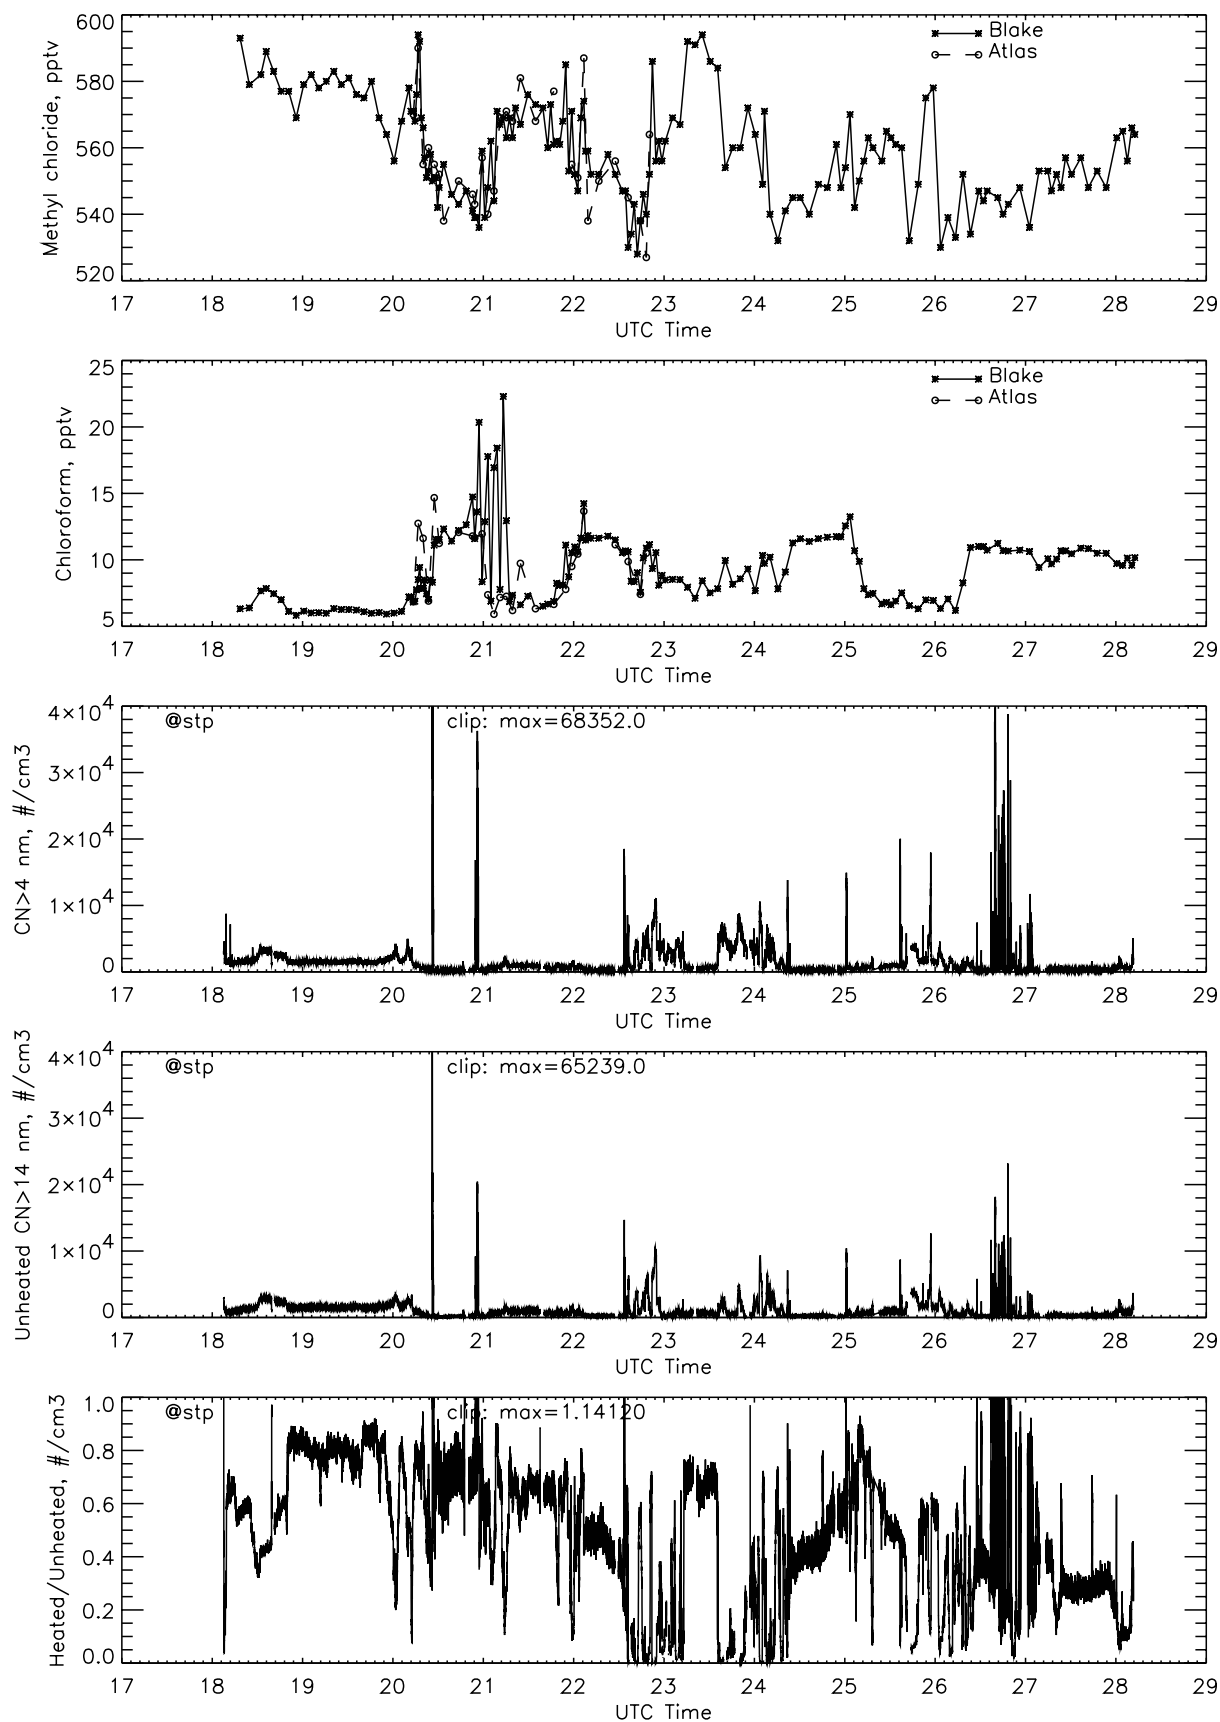 Methyl chloride, pptv
600
580
560
540
520
Blake
Atlas
17 18 19 20 21 22 23 24 25 26 27 28 29
UTC Time
Chloroform, pptv
25
20
15
10
5
Blake
Atlas
17 18 19 20 21 22 23 24 25 26 27 28 29
UTC Time
CN>4 nm, #/cm3
4×10⁴
3×10⁴
2×10⁴
1×10⁴
0
@stp
clip: max=68352.0
17 18 19 20 21 22 23 24 25 26 27 28 29
UTC Time
Unheated CN>14 nm, #/cm3
4×10⁴
3×10⁴
2×10⁴
1×10⁴
0
@stp
clip: max=65239.0
17 18 19 20 21 22 23 24 25 26 27 28 29
UTC Time
Heated/Unheated, #/cm3
1.0
0.8
0.6
0.4
0.2
0.0
@stp
clip: max=1.14120
17 18 19 20 21 22 23 24 25 26 27 28 29
UTC Time